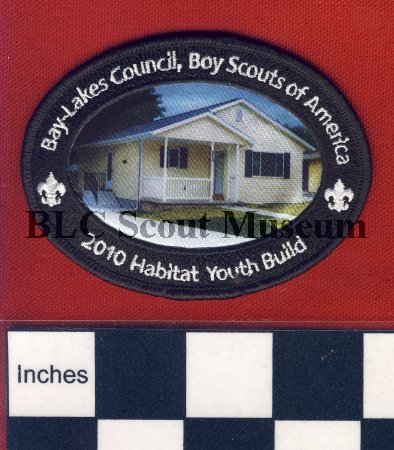 Bay-Lakes Council, Boy Scouts of America
BLC Scout Museum
2010 Habitat Youth Build
Inches